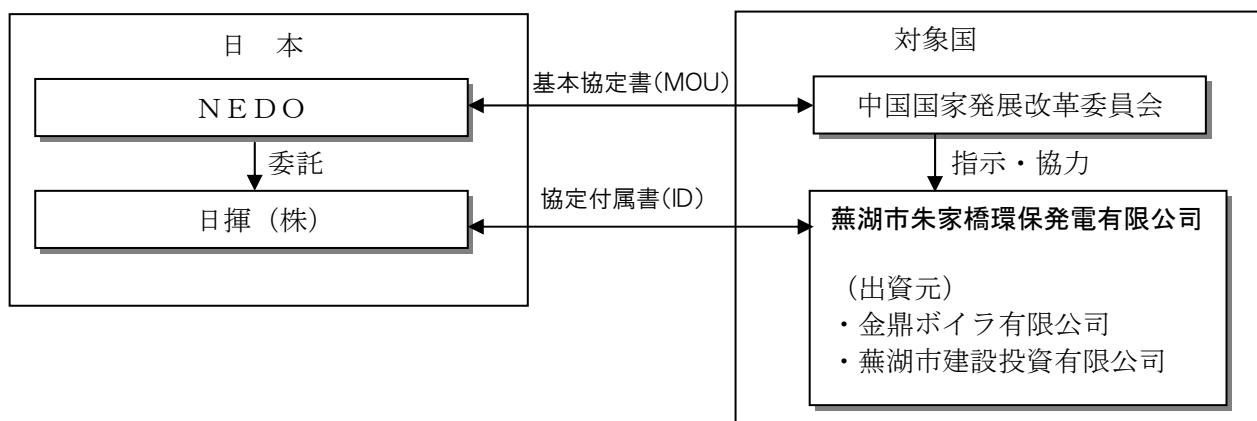 日　本
ＮＥＤＯ
委託
日揮（株）
基本協定書(MOU)
協定付属書(ID)
対象国
中国国家発展改革委員会
指示・協力
蕪湖市朱家橋環保発電有限公司
（出資元）
・金鼎ボイラ有限公司
・蕪湖市建設投資有限公司